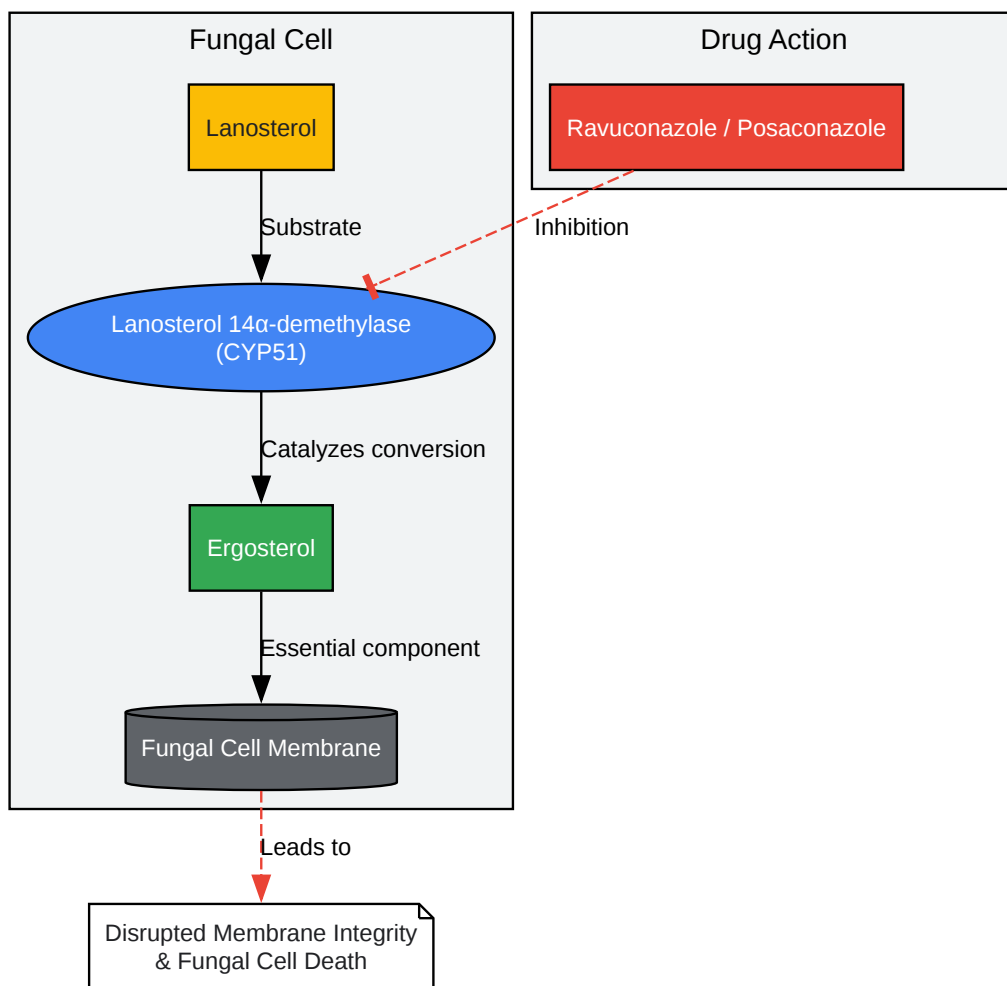 Fungal Cell
Drug Action
Lanosterol
Ravuconazole / Posaconazole
Substrate
Inhibition
Lanosterol 14α-demethylase
(CYP51)
Catalyzes conversion
Ergosterol
Essential component
Fungal Cell Membrane
Leads to
Disrupted Membrane Integrity
& Fungal Cell Death